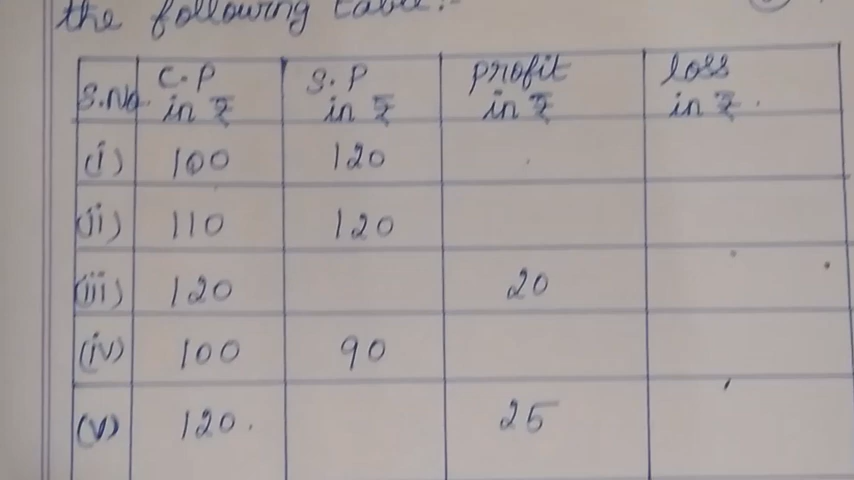 the following table:-
S.No. C.P in ₹ S.P in ₹ profit in ₹ loss in ₹.
(i) 100 120
(ii) 110 120
(iii) 120 20
(iv) 100 90
(v) 120. 25